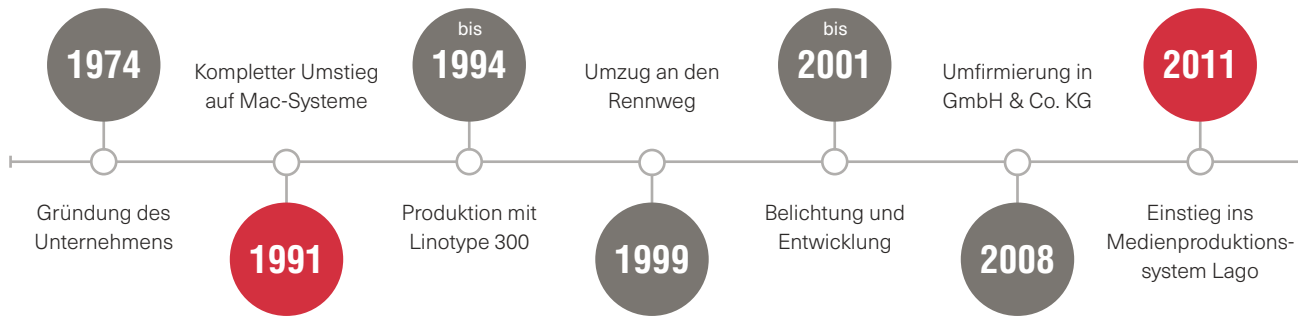 1974
Gründung des
Unternehmens
Kompletter Umstieg
auf Mac-Systeme
1991
bis
1994
Produktion mit
Linotype 300
Umzug an den
Rennweg
1999
bis
2001
Belichtung und
Entwicklung
Umfirmierung in
GmbH & Co. KG
2008
2011
Einstieg ins
Medienproduktions-
system Lago